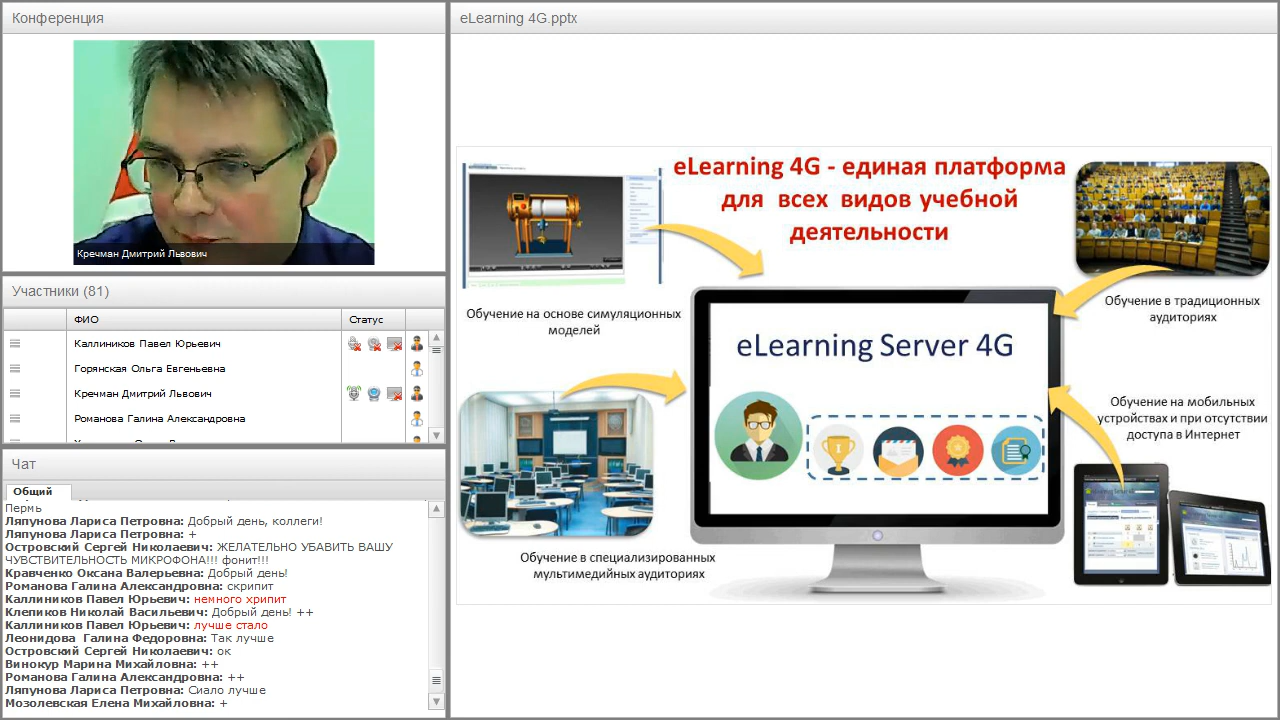 Конференция
Кречман Дмитрий Львович
Участники (81)
ФИО
Статус
Каллиников Павел Юрьевич
Горянская Ольга Евгеньевна
Кречман Дмитрий Львович
Романова Галина Александровна
Чат
Общий
Пермь
Ляпунова Лариса Петровна: Добрый день, коллеги!
Ляпунова Лариса Петровна: +
Островский Сергей Николаевич: ЖЕЛАТЕЛЬНО УБАВИТЬ ВАШУ
ЧУВСТВИТЕЛЬНОСТЬ МИКРОФОНА!!! фонит!!!
Кравченко Оксана Валерьевна: Добрый день!
Романова Галина Александровна: скрипит
Каллиников Павел Юрьевич: немного хрипит
Клепиков Николай Васильевич: Добрый день! ++
Каллиников Павел Юрьевич: лучше стало
Леонидова Галина Федоровна: Так лучше
Островский Сергей Николаевич: ок
Винокур Марина Михайловна: ++
Романова Галина Александровна: ++
Ляпунова Лариса Петровна: Сиало лучше
Мозолевская Елена Михайловна: +
eLearning 4G.pptx
eLearning 4G - единая платформа
для всех видов учебной
деятельности
Обучение на основе симуляционных
моделей
Обучение в традиционных
аудиториях
eLearning Server 4G
Обучение на мобильных
устройствах и при отсутствии
доступа в Интернет
Обучение в специализированных
мультимедийных аудиториях